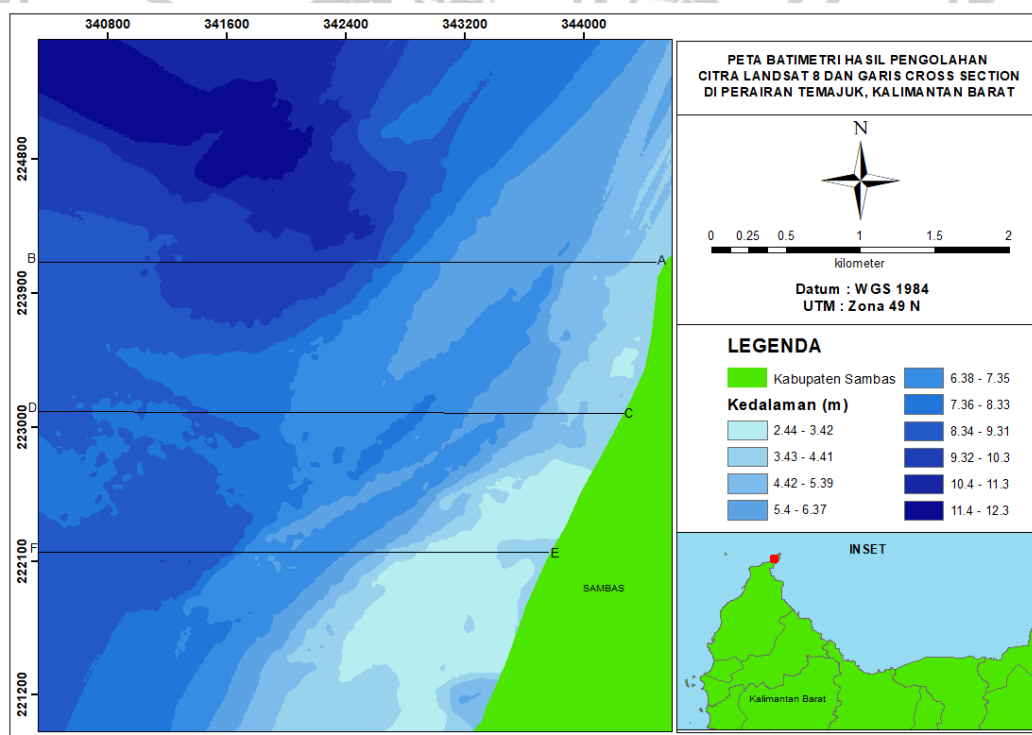 340800 341600 342400 343200 344000
224800
223900
223000
222100
221200
B
A
D
C
F
E
SAMBAS
PETA BATIMETRI HASIL PENGOLAHAN
CITRA LANDSAT 8 DAN GARIS CROSS SECTION
DI PERAIRAN TEMAJUK, KALIMANTAN BARAT
N
0 0.25 0.5 1 1.5 2
kilometer
Datum : WGS 1984
UTM : Zona 49 N
LEGENDA
Kabupaten Sambas
Kedalaman (m)
2.44 - 3.42
3.43 - 4.41
4.42 - 5.39
5.4 - 6.37
6.38 - 7.35
7.36 - 8.33
8.34 - 9.31
9.32 - 10.3
10.4 - 11.3
11.4 - 12.3
INSET
Kalimantan Barat